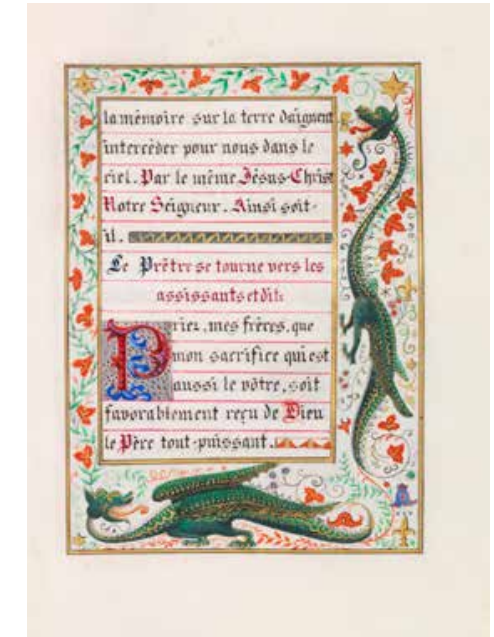 la mémoire sur la terre daignent
intercéder pour nous dans le
ciel. Par le même Jésus-Christ
Notre Seigneur. Ainsi soit-
il.
Le Prêtre se tourne vers les
assistants et dit:
Priez, mes frères, que
mon sacrifice qui est
aussi le vôtre, soit
favorablement reçu de Dieu
le Père tout-puissant.